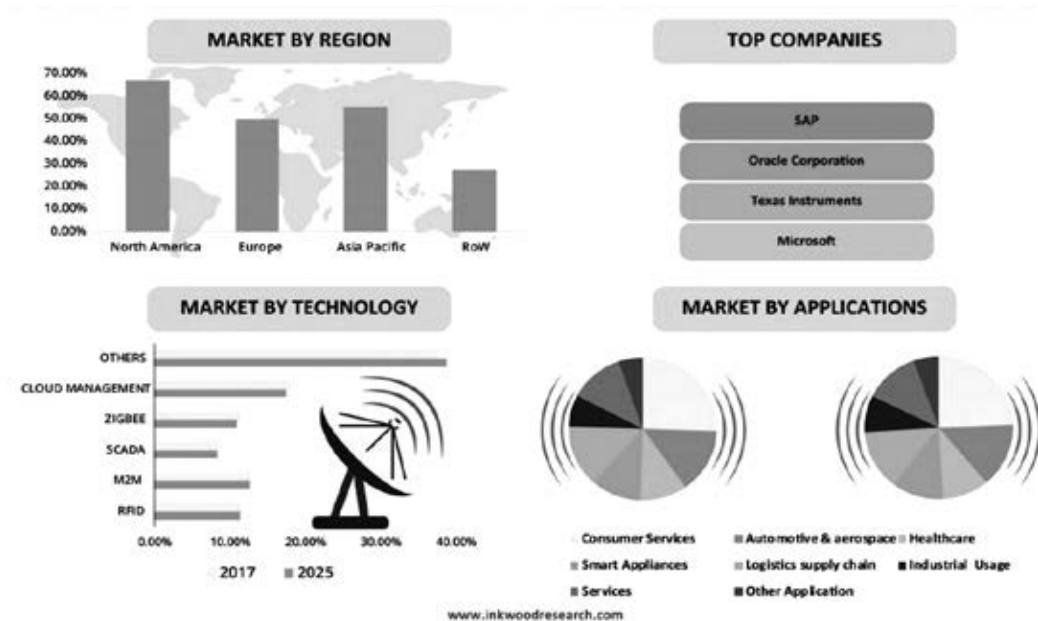 MARKET BY REGION
70.00%
60.00%
50.00%
40.00%
30.00%
20.00%
10.00%
0.00%
North America Europe Asia Pacific RoW
TOP COMPANIES
SAP
Oracle Corporation
Texas Instruments
Microsoft
MARKET BY TECHNOLOGY
OTHERS
CLOUD MANAGEMENT
ZIGBEE
SCADA
M2M
RFID
0.00% 10.00% 20.00% 30.00% 40.00%
2017 2025
MARKET BY APPLICATIONS
Consumer Services Automotive & aerospace Healthcare
Smart Appliances Logistics supply chain Industrial Usage
Services Other Application
www.inkwoodresearch.com